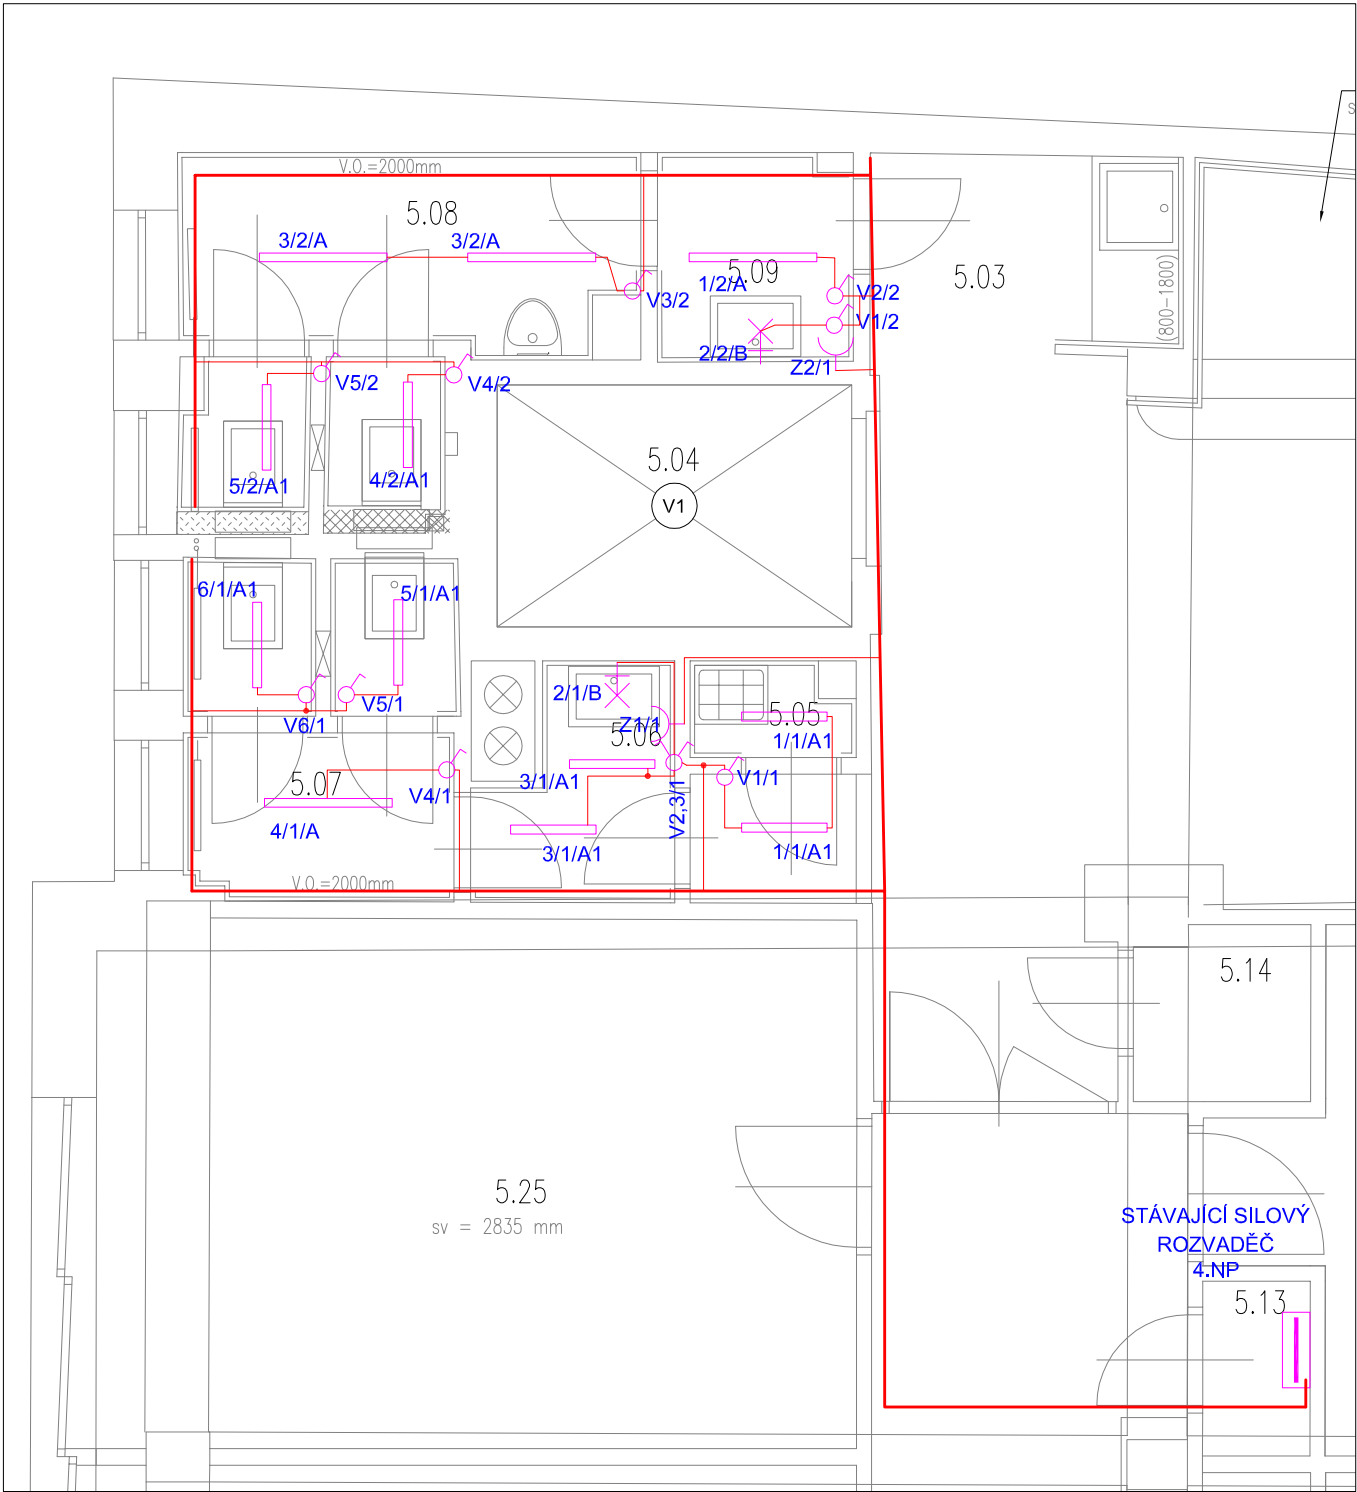 s
V.O.=2000mm
5.08
3/2/A
3/2/A
5.09
1/2/A
V3/2
V2/2
V1/2
5.03
(800-1800)
2/2/B
Z2/1
V5/2
V4/2
5.04
V1
5/2/A1
4/2/A1
6/1/A1
5/1/A1
2/1/B
Z1/1
5.06
5.05
1/1/A1
V6/1
V5/1
5.07
V4/1
3/1/A1
V2,3/1
V1/1
4/1/A
3/1/A1
1/1/A1
V.O.=2000mm
5.14
5.25
sv = 2835 mm
STÁVAJÍCÍ SILOVÝ
ROZVADĚČ
4.NP
5.13